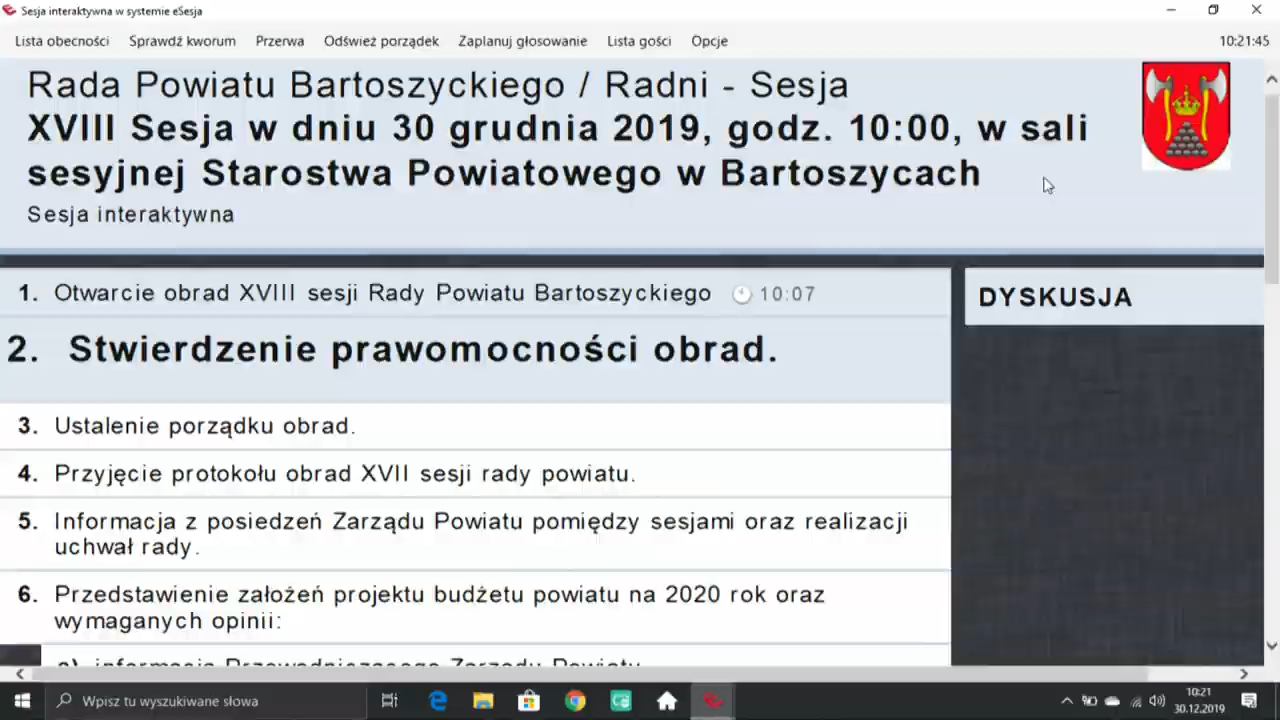 Sesja interaktywna w systemie eSesja
Lista obecności Sprawdź kworum Przerwa Odśwież porządek Zaplanuj głosowanie Lista gości Opcje 10:21:45
Rada Powiatu Bartoszyckiego / Radni - Sesja
XVIII Sesja w dniu 30 grudnia 2019, godz. 10:00, w sali
sesyjnej Starostwa Powiatowego w Bartoszycach
Sesja interaktywna
1. Otwarcie obrad XVIII sesji Rady Powiatu Bartoszyckiego 10:07
DYSKUSJA
2. Stwierdzenie prawomocności obrad.
3. Ustalenie porządku obrad.
4. Przyjęcie protokołu obrad XVII sesji rady powiatu.
5. Informacja z posiedzeń Zarządu Powiatu pomiędzy sesjami oraz realizacji
uchwał rady.
6. Przedstawienie założeń projektu budżetu powiatu na 2020 rok oraz
wymaganych opinii:
a) informacja Przewodniczącego Zarządu Powiatu
Wpisz tu wyszukiwane słowa
10:21
30.12.2019